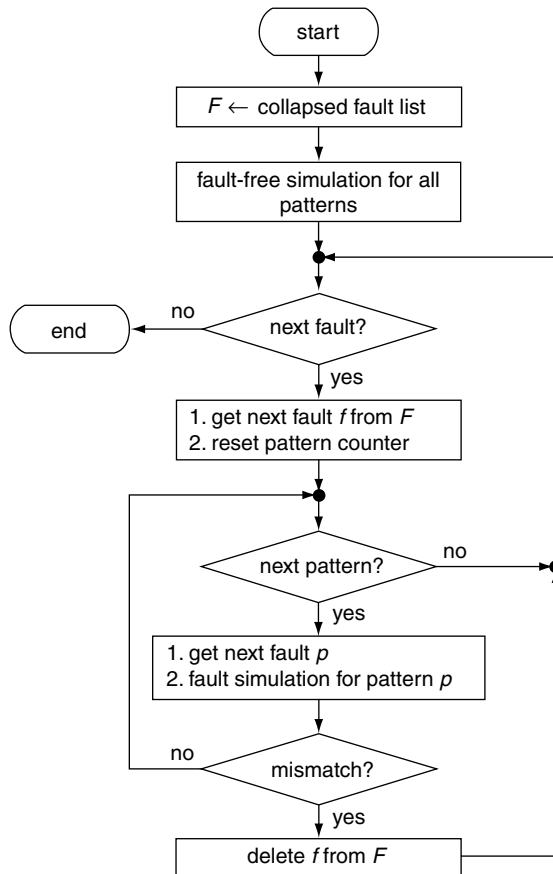 start
F ← collapsed fault list
fault-free simulation for all
patterns
next fault?
no
end
yes
1. get next fault f from F
2. reset pattern counter
next pattern?
no
yes
1. get next fault p
2. fault simulation for pattern p
mismatch?
no
yes
delete f from F